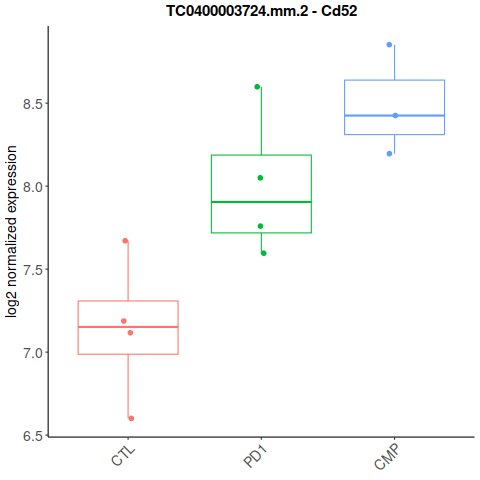 TC0400003724.mm.2 - Cd52
log2 normalized expression
8.5
8.0
7.5
7.0
6.5
CTL
PD1
CMP